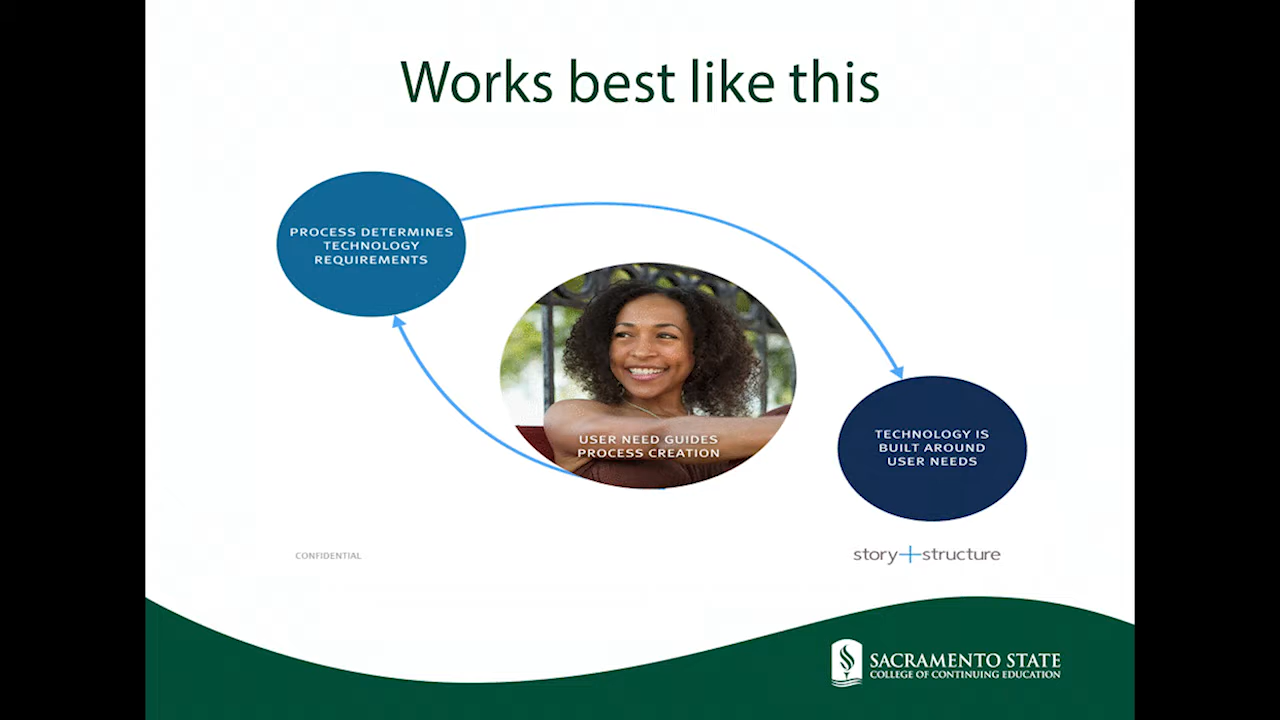 Works best like this
PROCESS DETERMINES
TECHNOLOGY
REQUIREMENTS
USER NEED GUIDES
PROCESS CREATION
TECHNOLOGY IS
BUILT AROUND
USER NEEDS
CONFIDENTIAL
story+structure
SACRAMENTO STATE
COLLEGE OF CONTINUING EDUCATION